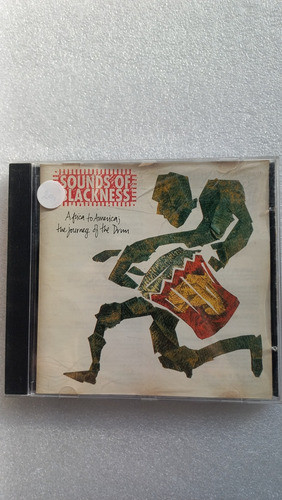 SOUNDS OF
BLACKNESS
Africa to America;
the Journey of the Drum